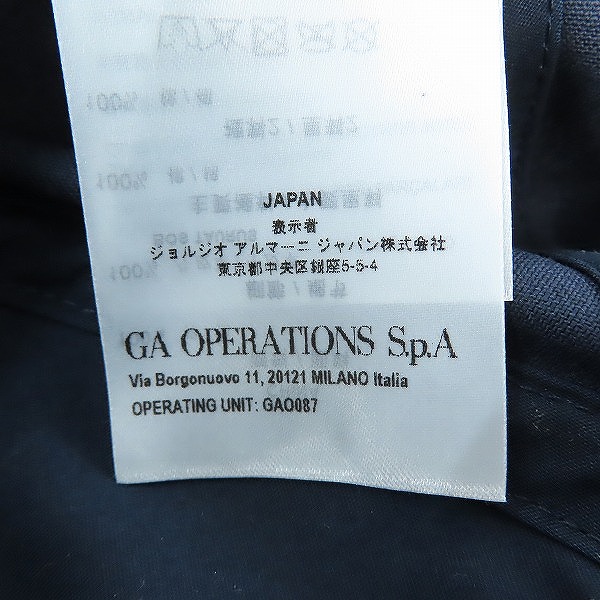 JAPAN
表示者
ジョルジオ アルマーニ ジャパン株式会社
東京都中央区銀座5-5-4
GA OPERATIONS S.p.A
Via Borgonuovo 11, 20121 MILANO Italia
OPERATING UNIT: GAO087